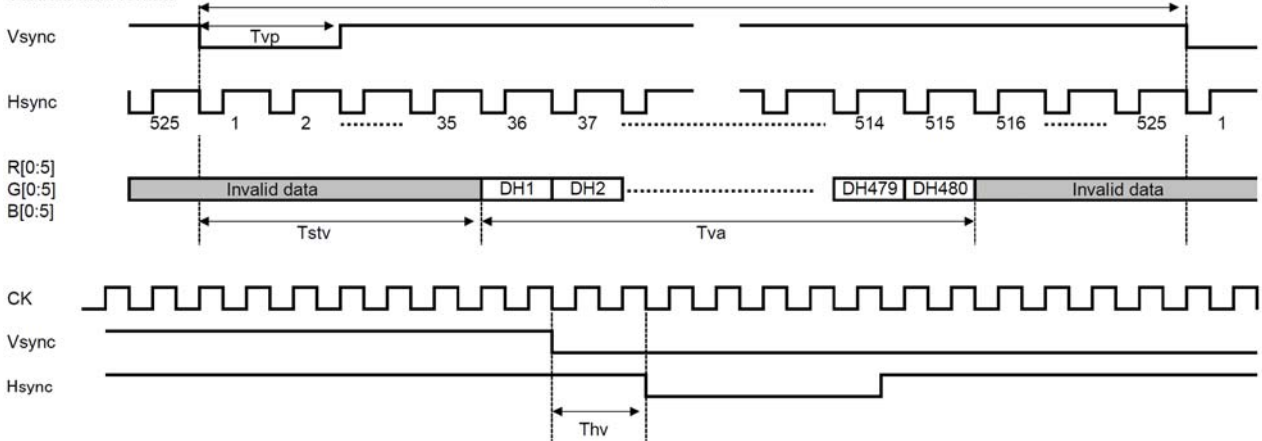 Vsync
Tvp
Hsync
525 1 2 ......... 35 36 37 ............................ 514 515 516 ......... 525 1
R[0:5]
G[0:5]
B[0:5]
Invalid data DH1 DH2 ............................ DH479 DH480 Invalid data
Tstv Tva
CK
Vsync
Hsync
Thv